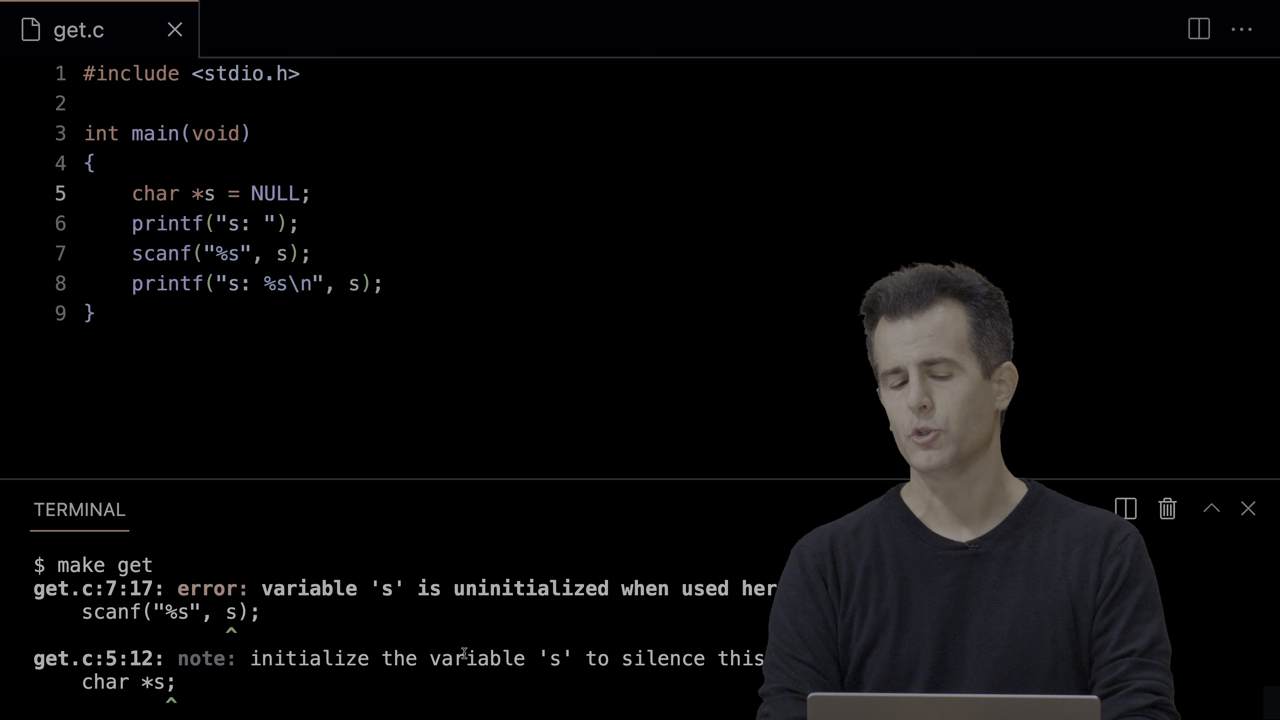 get.c
1 #include <stdio.h>
2
3 int main(void)
4 {
5     char *s = NULL;
6     printf("s: ");
7     scanf("%s", s);
8     printf("s: %s\n", s);
9 }
TERMINAL
$ make get
get.c:7:17: error: variable 's' is uninitialized when used her
    scanf("%s", s);
^
get.c:5:12: note: initialize the variable 's' to silence this
    char *s;
^